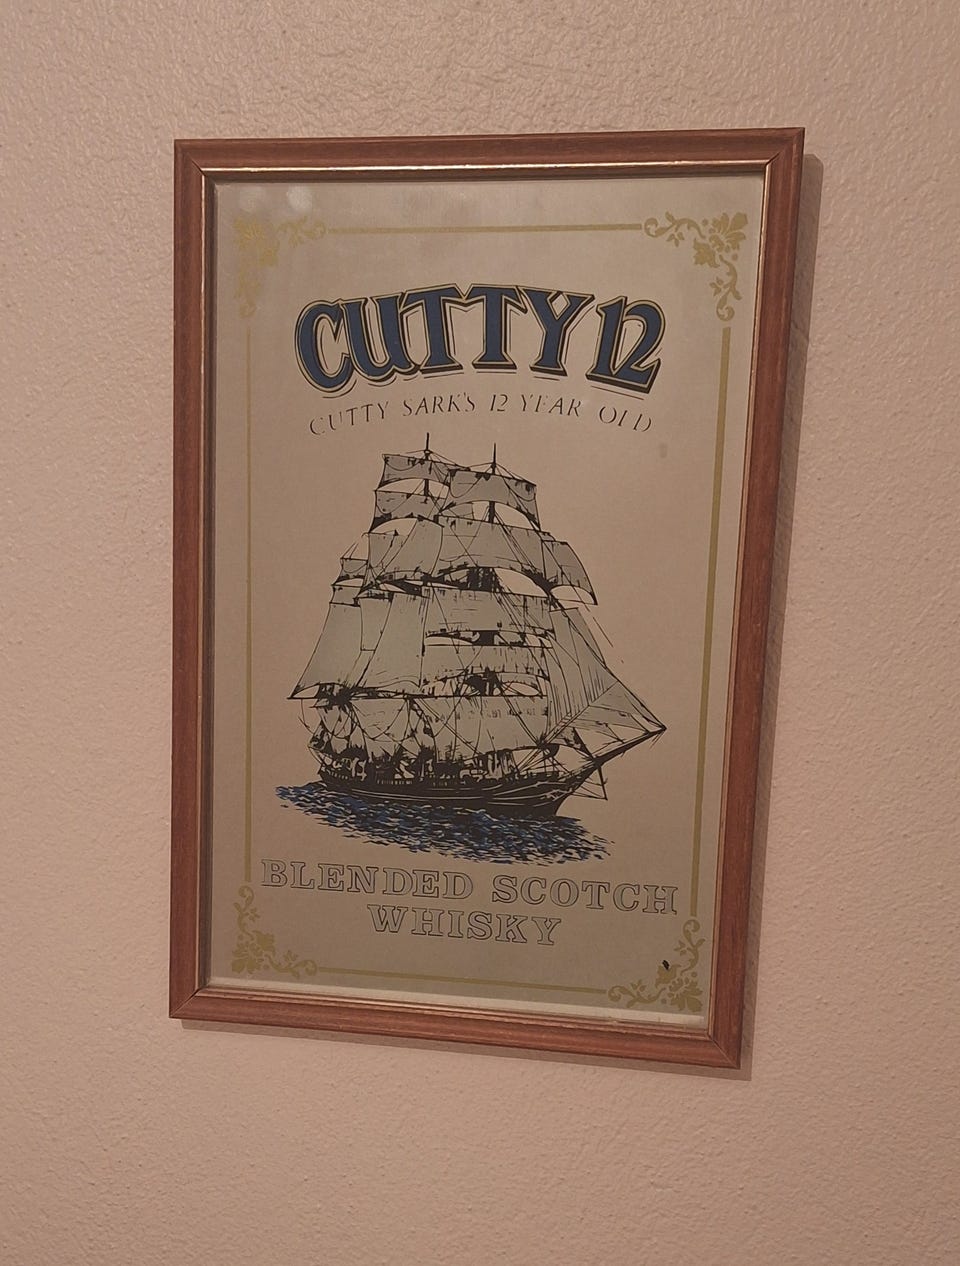 CUTTY 12
CUTTY SARK'S 12 YEAR OLD
BLENDED SCOTCH
WHISKY